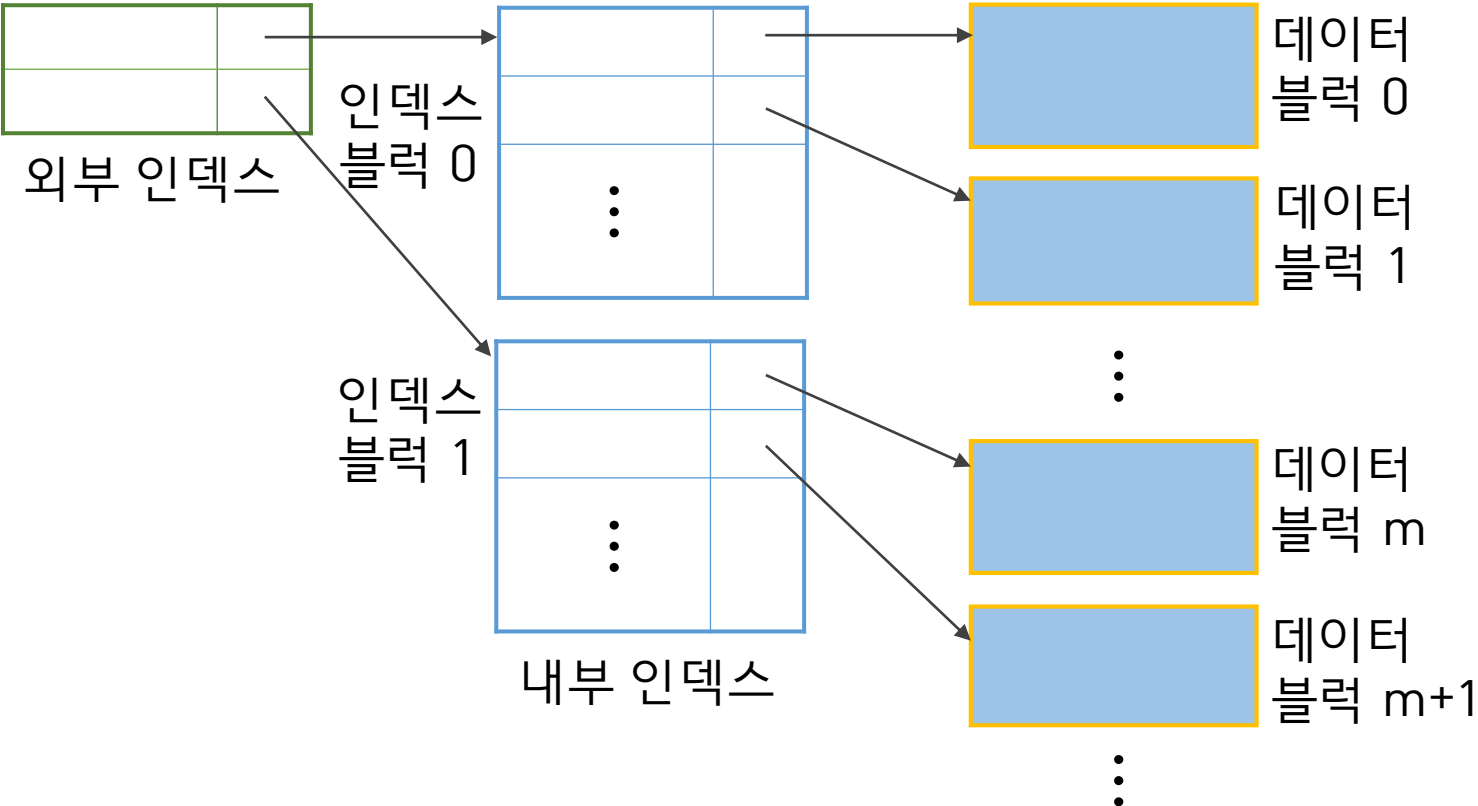 외부 인덱스
인덱스
블럭 0
인덱스
블럭 1
내부 인덱스
데이터
블럭 0
데이터
블럭 1
데이터
블럭 m
데이터
블럭 m+1